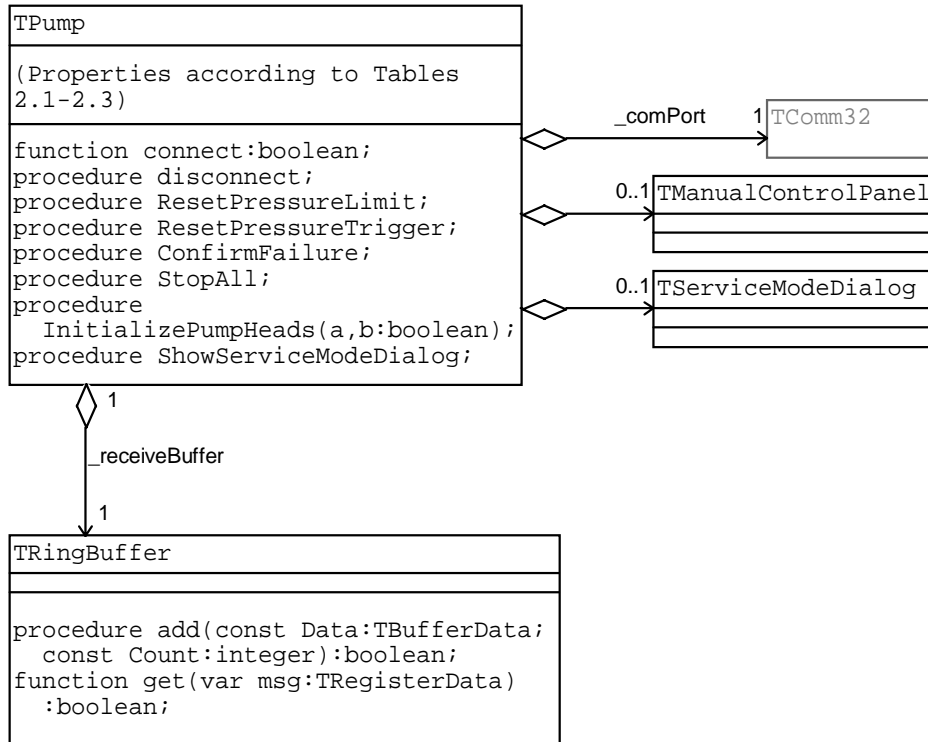 TPump
(Properties according to Tables
2.1-2.3)
function connect:boolean;
procedure disconnect;
procedure ResetPressureLimit;
procedure ResetPressureTrigger;
procedure ConfirmFailure;
procedure StopAll;
procedure
InitializePumpHeads(a,b:boolean);
procedure ShowServiceModeDialog;
_comPort
1
TComm32
0..1
TManualControlPanel
0..1
TServiceModeDialog
1
_receiveBuffer
1
TRingBuffer
procedure add(const Data:TBufferData;
const Count:integer):boolean;
function get(var msg:TRegisterData)
:boolean;